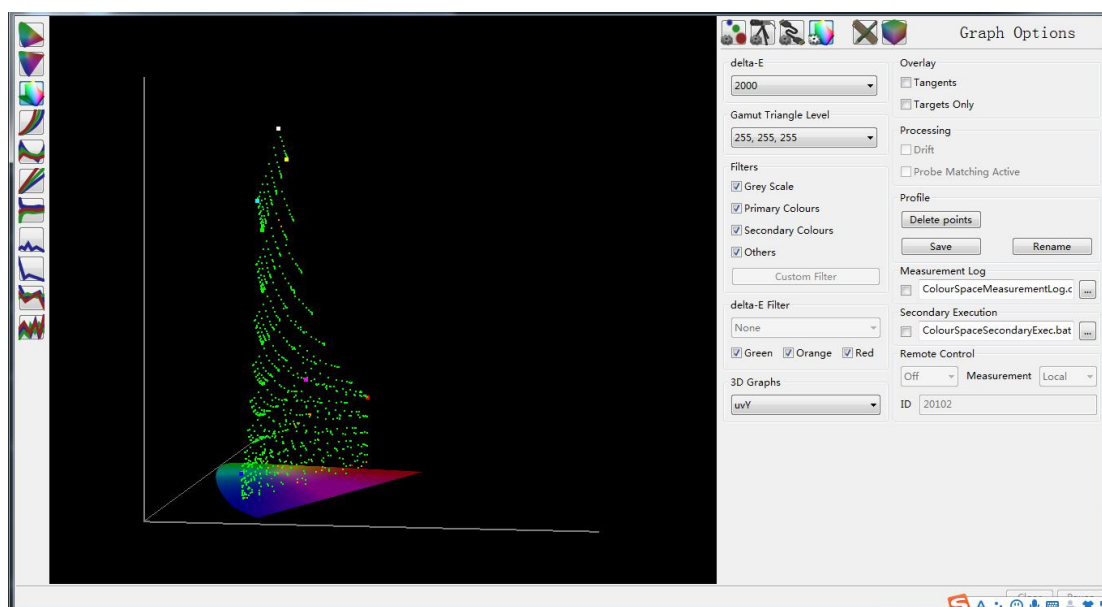 Graph Options
delta-E
2000
Gamut Triangle Level
255, 255, 255
Filters
Grey Scale
Primary Colours
Secondary Colours
Others
Custom Filter
delta-E Filter
None
Green Orange Red
3D Graphs
uvY
Overlay
Tangents
Targets Only
Processing
Drift
Probe Matching Active
Profile
Delete points
Save Rename
Measurement Log
ColourSpaceMeasurementLog.c ...
Secondary Execution
ColourSpaceSecondaryExec.bat ...
Remote Control
Off Measurement Local
ID 20102